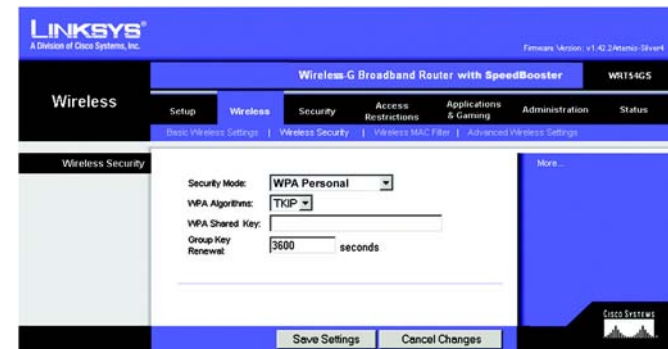 LINKSYS®
A Division of Cisco Systems, Inc.
Firmware Version: v1.42.2
Wireless-G Broadband Router with SpeedBooster WRT54GS
Wireless
Setup Wireless Security Access Restrictions Applications & Gaming Administration Status
Basic Wireless Settings | Wireless Security | Wireless MAC Filter | Advanced Wireless Settings
Wireless Security
More...
Security Mode: WPA Personal
WPA Algorithms: TKIP
WPA Shared Key:
Group Key Renewal: 3600 seconds
CISCO SYSTEMS
Save Settings Cancel Changes